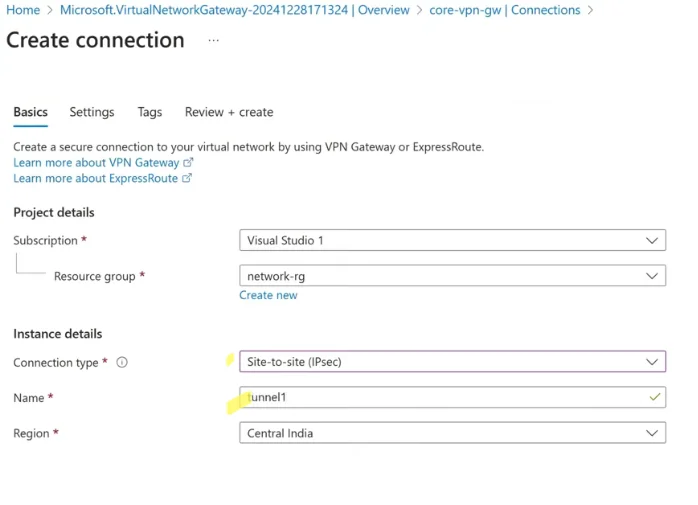 Home > Microsoft.VirtualNetworkGateway-20241228171324 | Overview > core-vpn-gw | Connections >
Create connection ...
Basics Settings Tags Review + create
Create a secure connection to your virtual network by using VPN Gateway or ExpressRoute.
Learn more about VPN Gateway
Learn more about ExpressRoute
Project details
Subscription * Visual Studio 1
Resource group * network-rg
Create new
Instance details
Connection type * Site-to-site (IPsec)
Name * tunnel1
Region * Central India